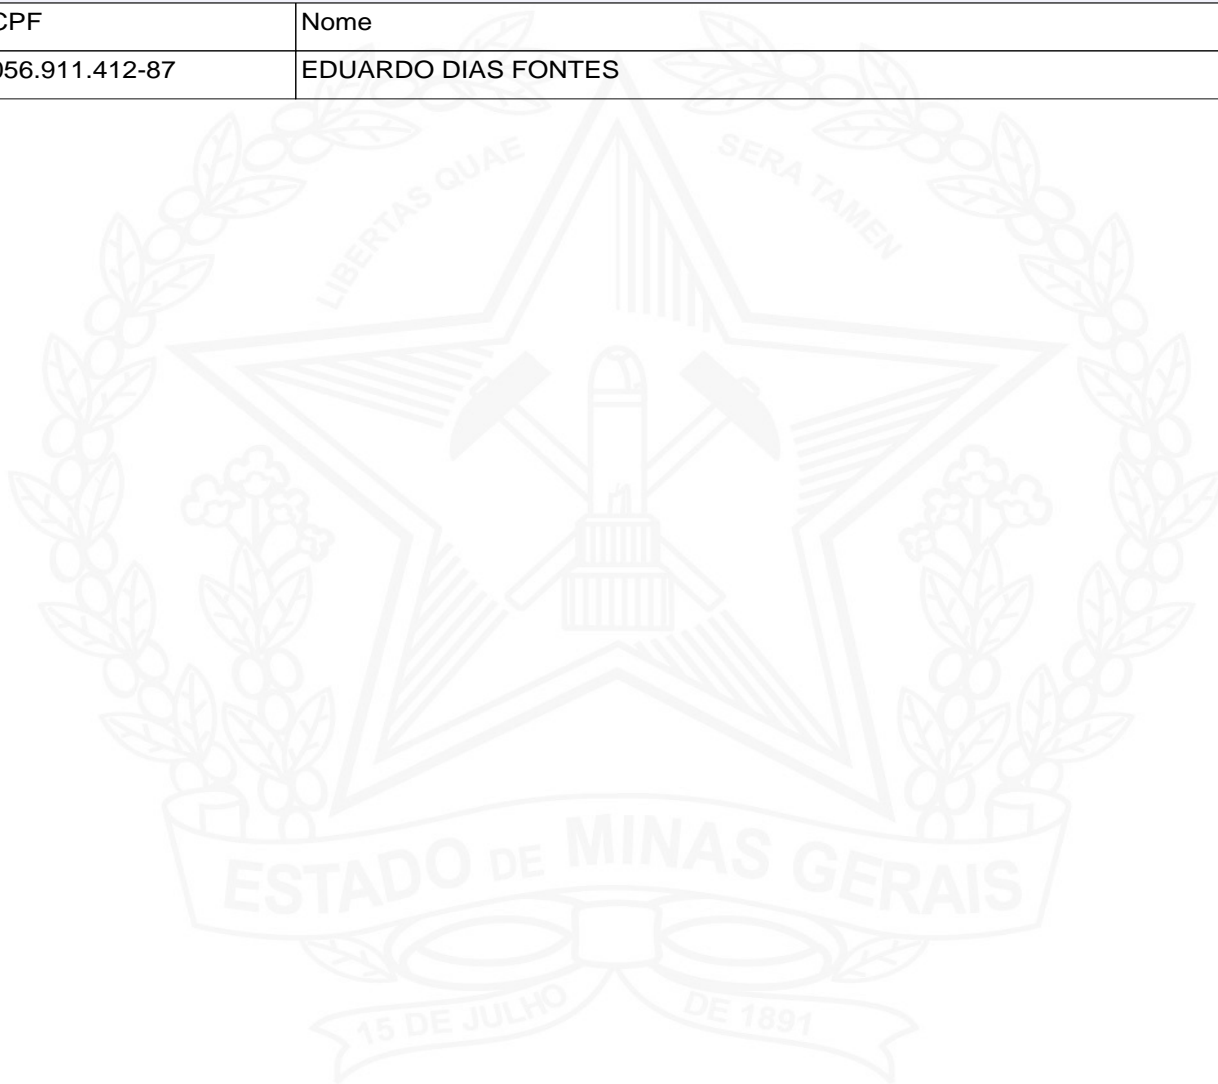 CPF Nome
056.911.412-87 EDUARDO DIAS FONTES
LIBERTAS QUAE SERA TAMEN
ESTADO DE MINAS GERAIS
15 DE JULHO DE 1891